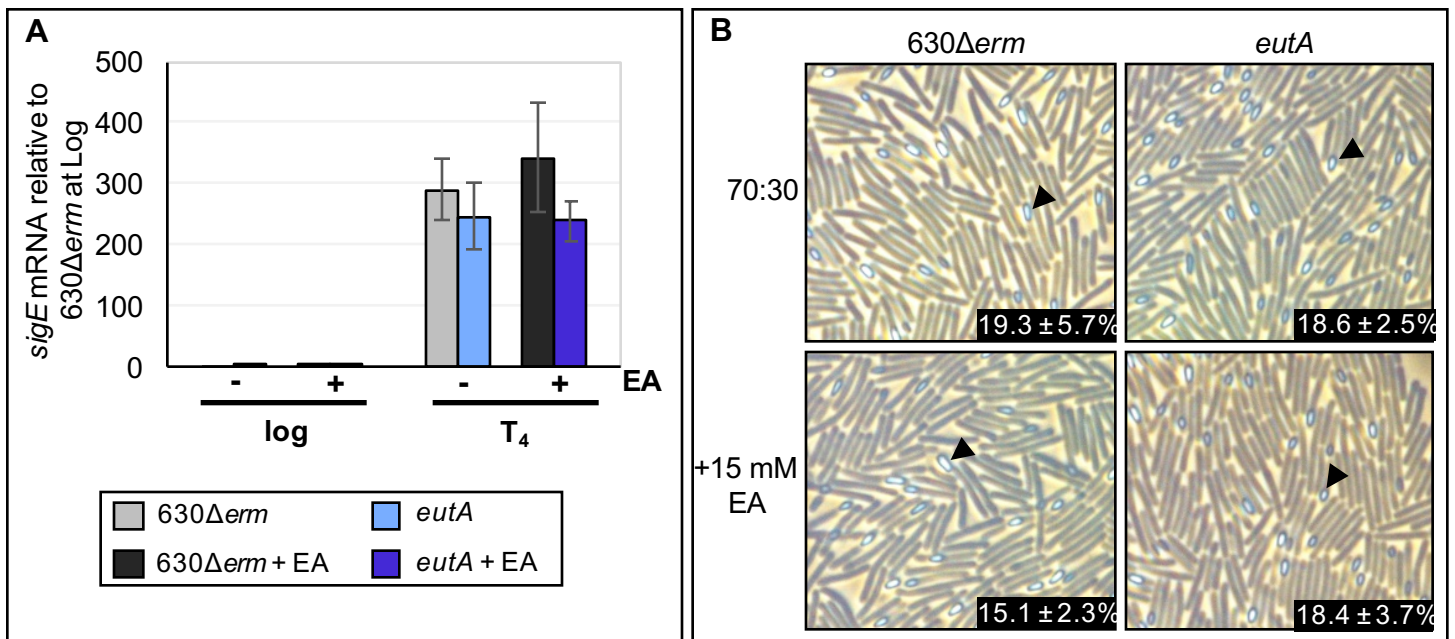 A
sigE mRNA relative to
630Δerm at Log
500
400
300
200
100
0
- + - + EA
log T4
630Δerm eutA
630Δerm + EA eutA + EA
B
630Δerm eutA
70:30
19.3 ±5.7% 18.6 ±2.5%
+15 mM
EA
15.1 ±2.3% 18.4 ±3.7%